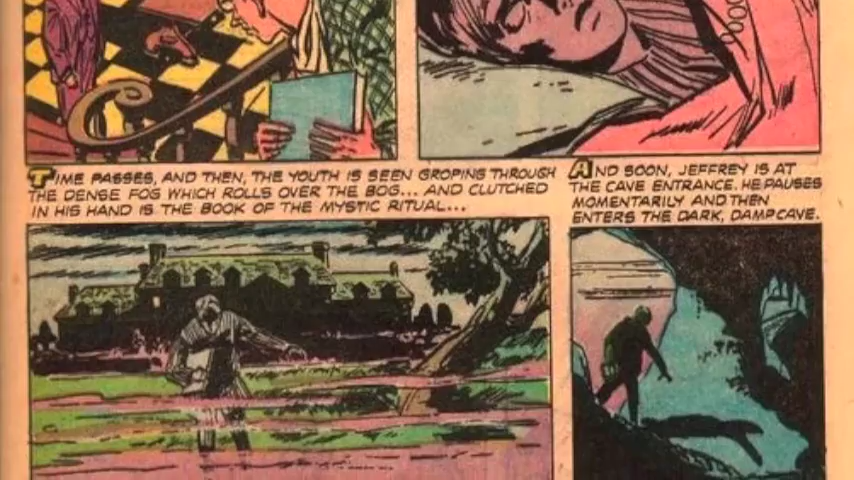 TIME PASSES, AND THEN, THE YOUTH IS SEEN GROPING THROUGH
THE DENSE FOG WHICH ROLLS OVER THE BOG... AND CLUTCHED
IN HIS HAND IS THE BOOK OF THE MYSTIC RITUAL...
AND SOON, JEFFREY IS AT
THE CAVE ENTRANCE. HE PAUSES
MOMENTARILY AND THEN
ENTERS THE DARK, DAMP CAVE.